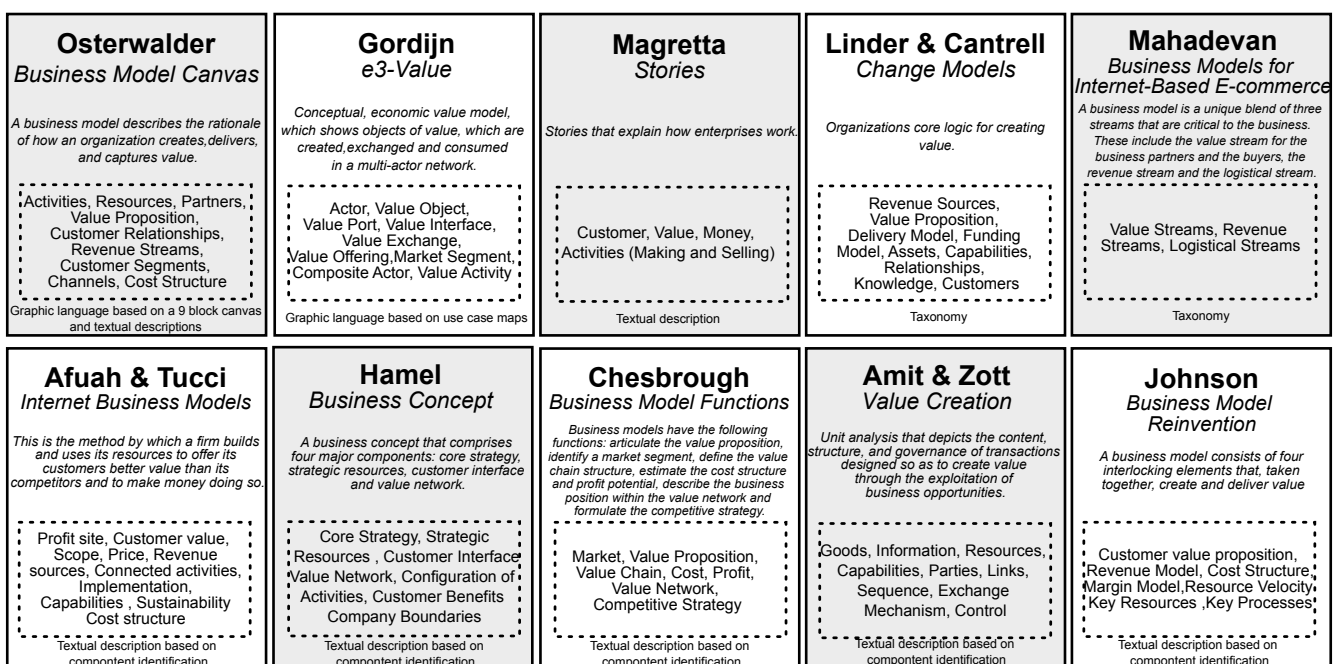 Osterwalder
Business Model Canvas
A business model describes the rationale
of how an organization creates,delivers,
and captures value.
Activities, Resources, Partners,
Value Proposition,
Customer Relationships,
Revenue Streams,
Customer Segments,
Channels, Cost Structure
Graphic language based on a 9 block canvas
and textual descriptions
Gordijn
e3-Value
Conceptual, economic value model,
which shows objects of value, which are
created,exchanged and consumed
in a multi-actor network.
Actor, Value Object,
Value Port, Value Interface,
Value Exchange,
Value Offering,Market Segment,
Composite Actor, Value Activity
Graphic language based on use case maps
Magretta
Stories
Stories that explain how enterprises work.
Customer, Value, Money,
Activities (Making and Selling)
Textual description
Linder & Cantrell
Change Models
Organizations core logic for creating
value.
Revenue Sources,
Value Proposition,
Delivery Model, Funding
Model, Assets, Capabilities,
Relationships,
Knowledge, Customers
Taxonomy
Mahadevan
Business Models for
Internet-Based E-commerce
A business model is a unique blend of three
streams that are critical to the business.
These include the value stream for the
business partners and the buyers, the
revenue stream and the logistical stream.
Value Streams, Revenue
Streams, Logistical Streams
Taxonomy
Afuah & Tucci
Internet Business Models
This is the method by which a firm builds
and uses its resources to offer its
customers better value than its
competitors and to make money doing so.
Profit site, Customer value,
Scope, Price, Revenue
sources, Connected activities,
Implementation,
Capabilities , Sustainability
Cost structure
Textual description based on
compontent identification
Hamel
Business Concept
A business concept that comprises
four major components: core strategy,
strategic resources, customer interface
and value network.
Core Strategy, Strategic
Resources , Customer Interface
Value Network, Configuration of
Activities, Customer Benefits
Company Boundaries
Textual description based on
compontent identification
Chesbrough
Business Model Functions
Business models have the following
functions: articulate the value proposition,
identify a market segment, define the value
chain structure, estimate the cost structure
and profit potential, describe the business
position within the value network and
formulate the competitive strategy.
Market, Value Proposition,
Value Chain, Cost, Profit,
Value Network,
Competitive Strategy
Textual description based on
compontent identification
Amit & Zott
Value Creation
Unit analysis that depicts the content,
structure, and governance of transactions
designed so as to create value
through the exploitation of
business opportunities.
Goods, Information, Resources,
Capabilities, Parties, Links,
Sequence, Exchange
Mechanism, Control
Textual description based on
compontent identification
Johnson
Business Model
Reinvention
A business model consists of four
interlocking elements that, taken
together, create and deliver value
Customer value proposition,
Revenue Model, Cost Structure,
Margin Model,Resource Velocity
Key Resources ,Key Processes
Textual description based on
compontent identification